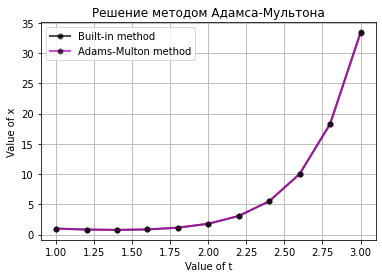 Решение методом Адамса-Мультона
Built-in method
Adams-Multon method
Value of x
35
30
25
20
15
10
5
0
1.00 1.25 1.50 1.75 2.00 2.25 2.50 2.75 3.00
Value of t